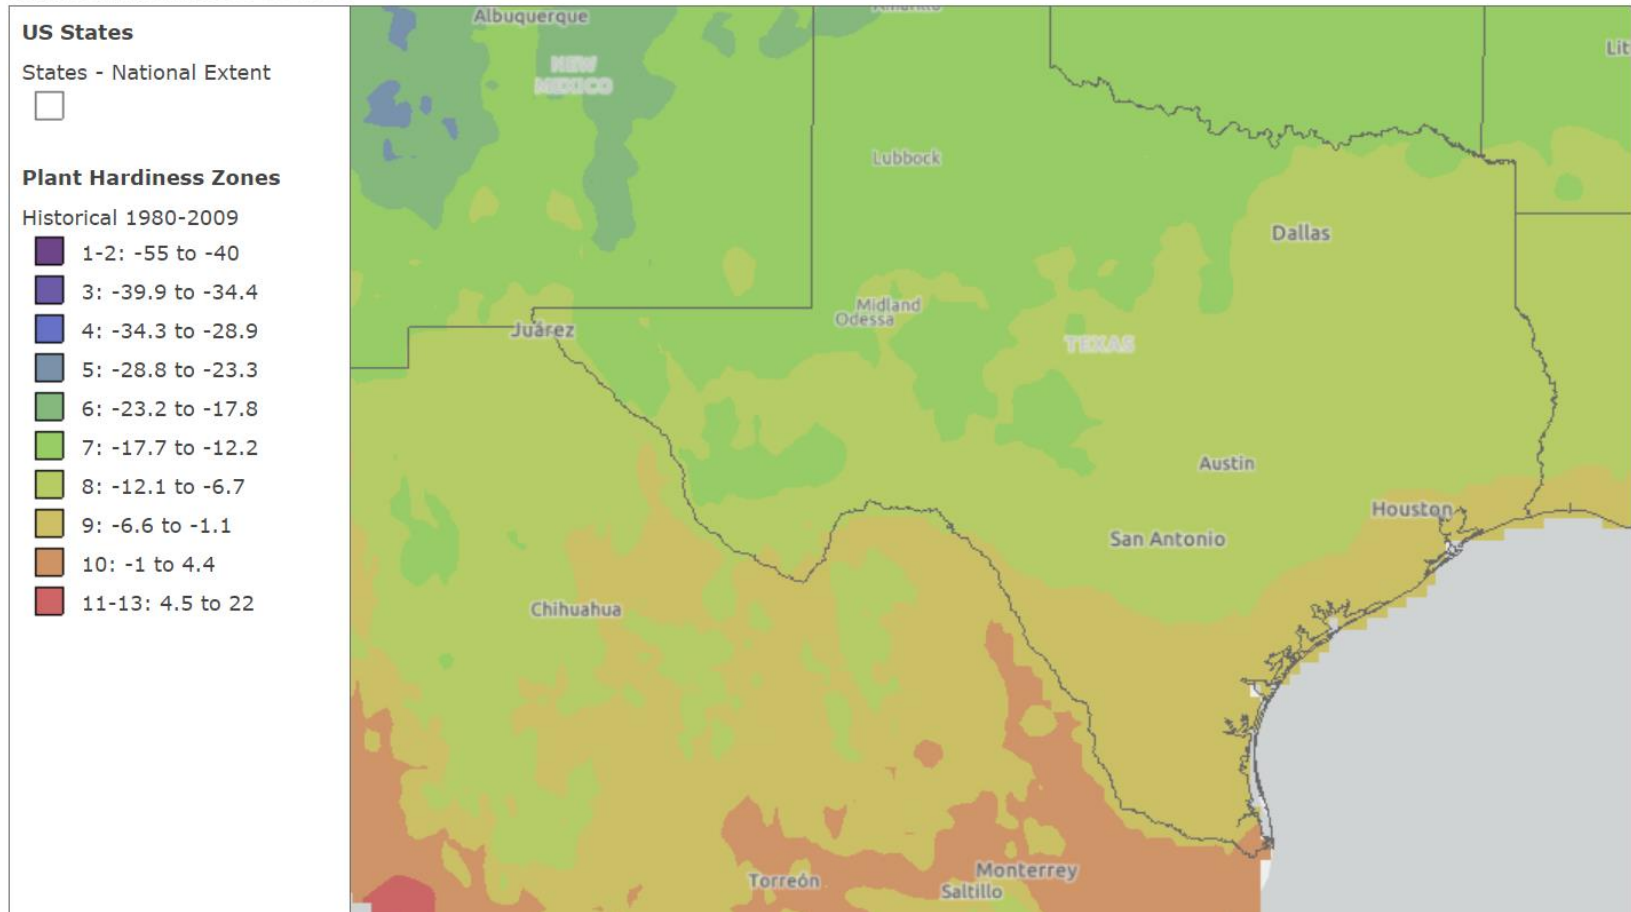 US States
States - National Extent
Plant Hardiness Zones
Historical 1980-2009
1-2: -55 to -40
3: -39.9 to -34.4
4: -34.3 to -28.9
5: -28.8 to -23.3
6: -23.2 to -17.8
7: -17.7 to -12.2
8: -12.1 to -6.7
9: -6.6 to -1.1
10: -1 to 4.4
11-13: 4.5 to 22
Albuquerque
NEW
MEXICO
Lit
Lubbock
Dallas
Midland
Odessa
Juárez
TEXAS
Austin
Houston
San Antonio
Chihuahua
Monterrey
Torreón
Saltillo